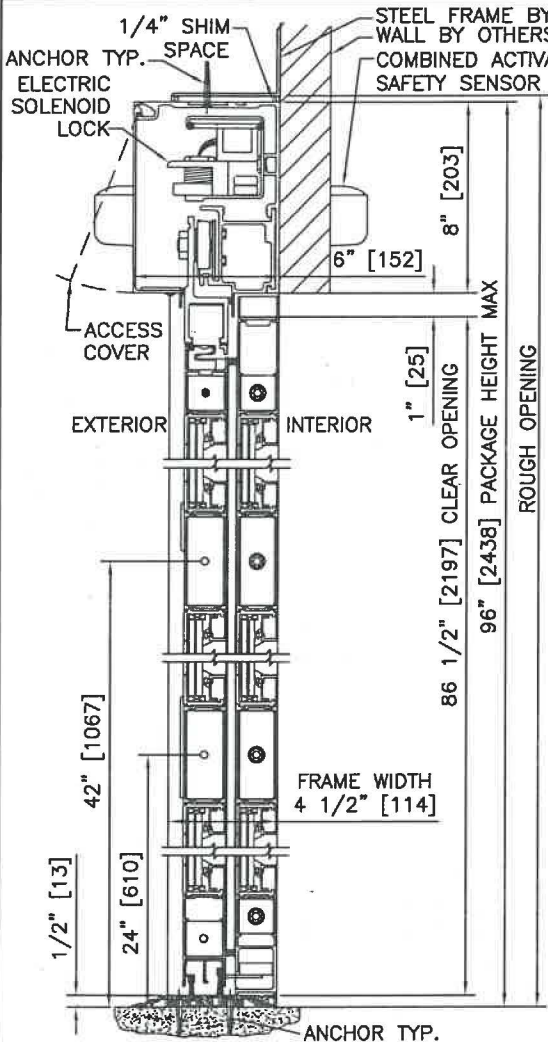 1/4" SHIM
SPACE
ANCHOR TYP.
ELECTRIC
SOLENOID
LOCK
STEEL FRAME BY
WALL BY OTHERS
COMBINED ACTIVA
SAFETY SENSOR
8" [203]
6" [152]
ACCESS
COVER
1" [25]
EXTERIOR
INTERIOR
86 1/2" [2197] CLEAR OPENING
96" [2438] PACKAGE HEIGHT MAX
ROUGH OPENING
42" [1067]
24" [610]
1/2" [13]
FRAME WIDTH
4 1/2" [114]
ANCHOR TYP.